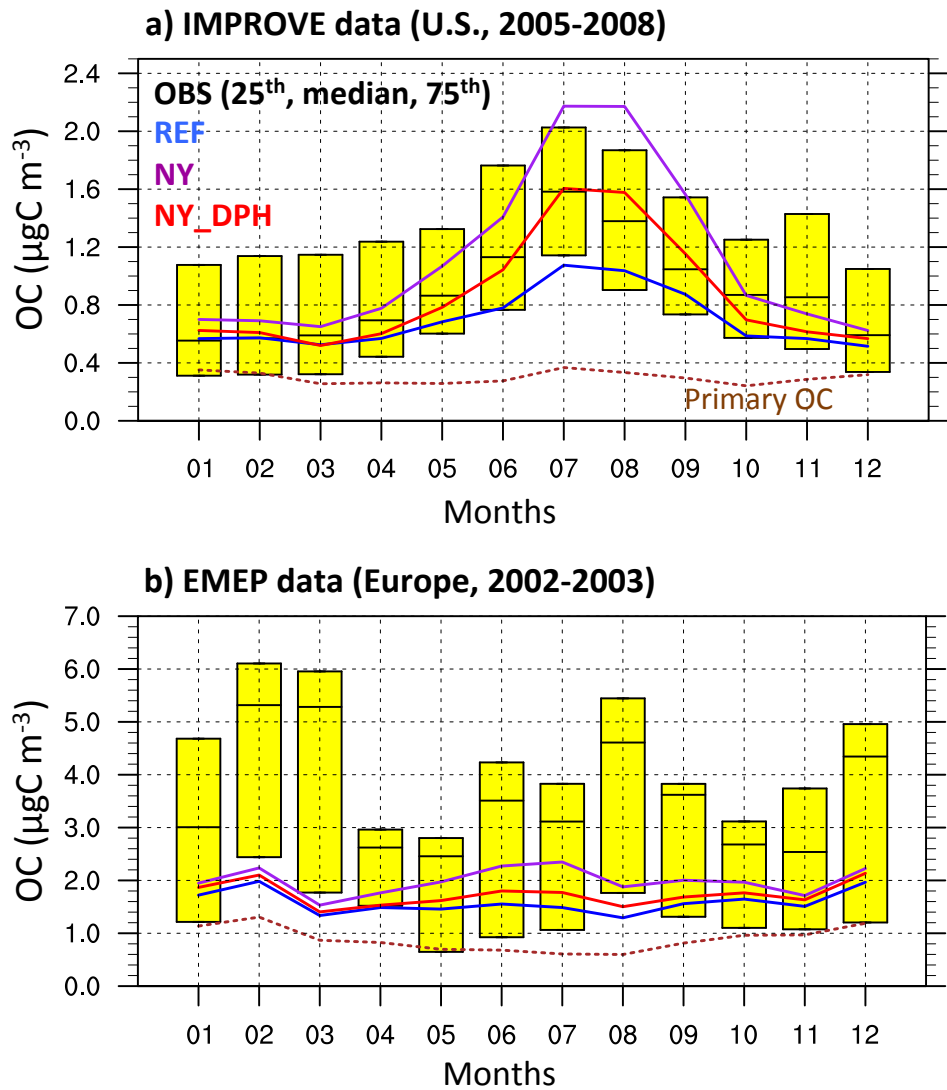 a) IMPROVE data (U.S., 2005-2008)
OC (µgC m⁻³)
2.4
2.0
1.6
1.2
0.8
0.4
0.0
OBS (25ᵗʰ, median, 75ᵗʰ)
REF
NY
NY_DPH
Primary OC
01 02 03 04 05 06 07 08 09 10 11 12
Months
b) EMEP data (Europe, 2002-2003)
OC (µgC m⁻³)
7.0
6.0
5.0
4.0
3.0
2.0
1.0
0.0
01 02 03 04 05 06 07 08 09 10 11 12
Months